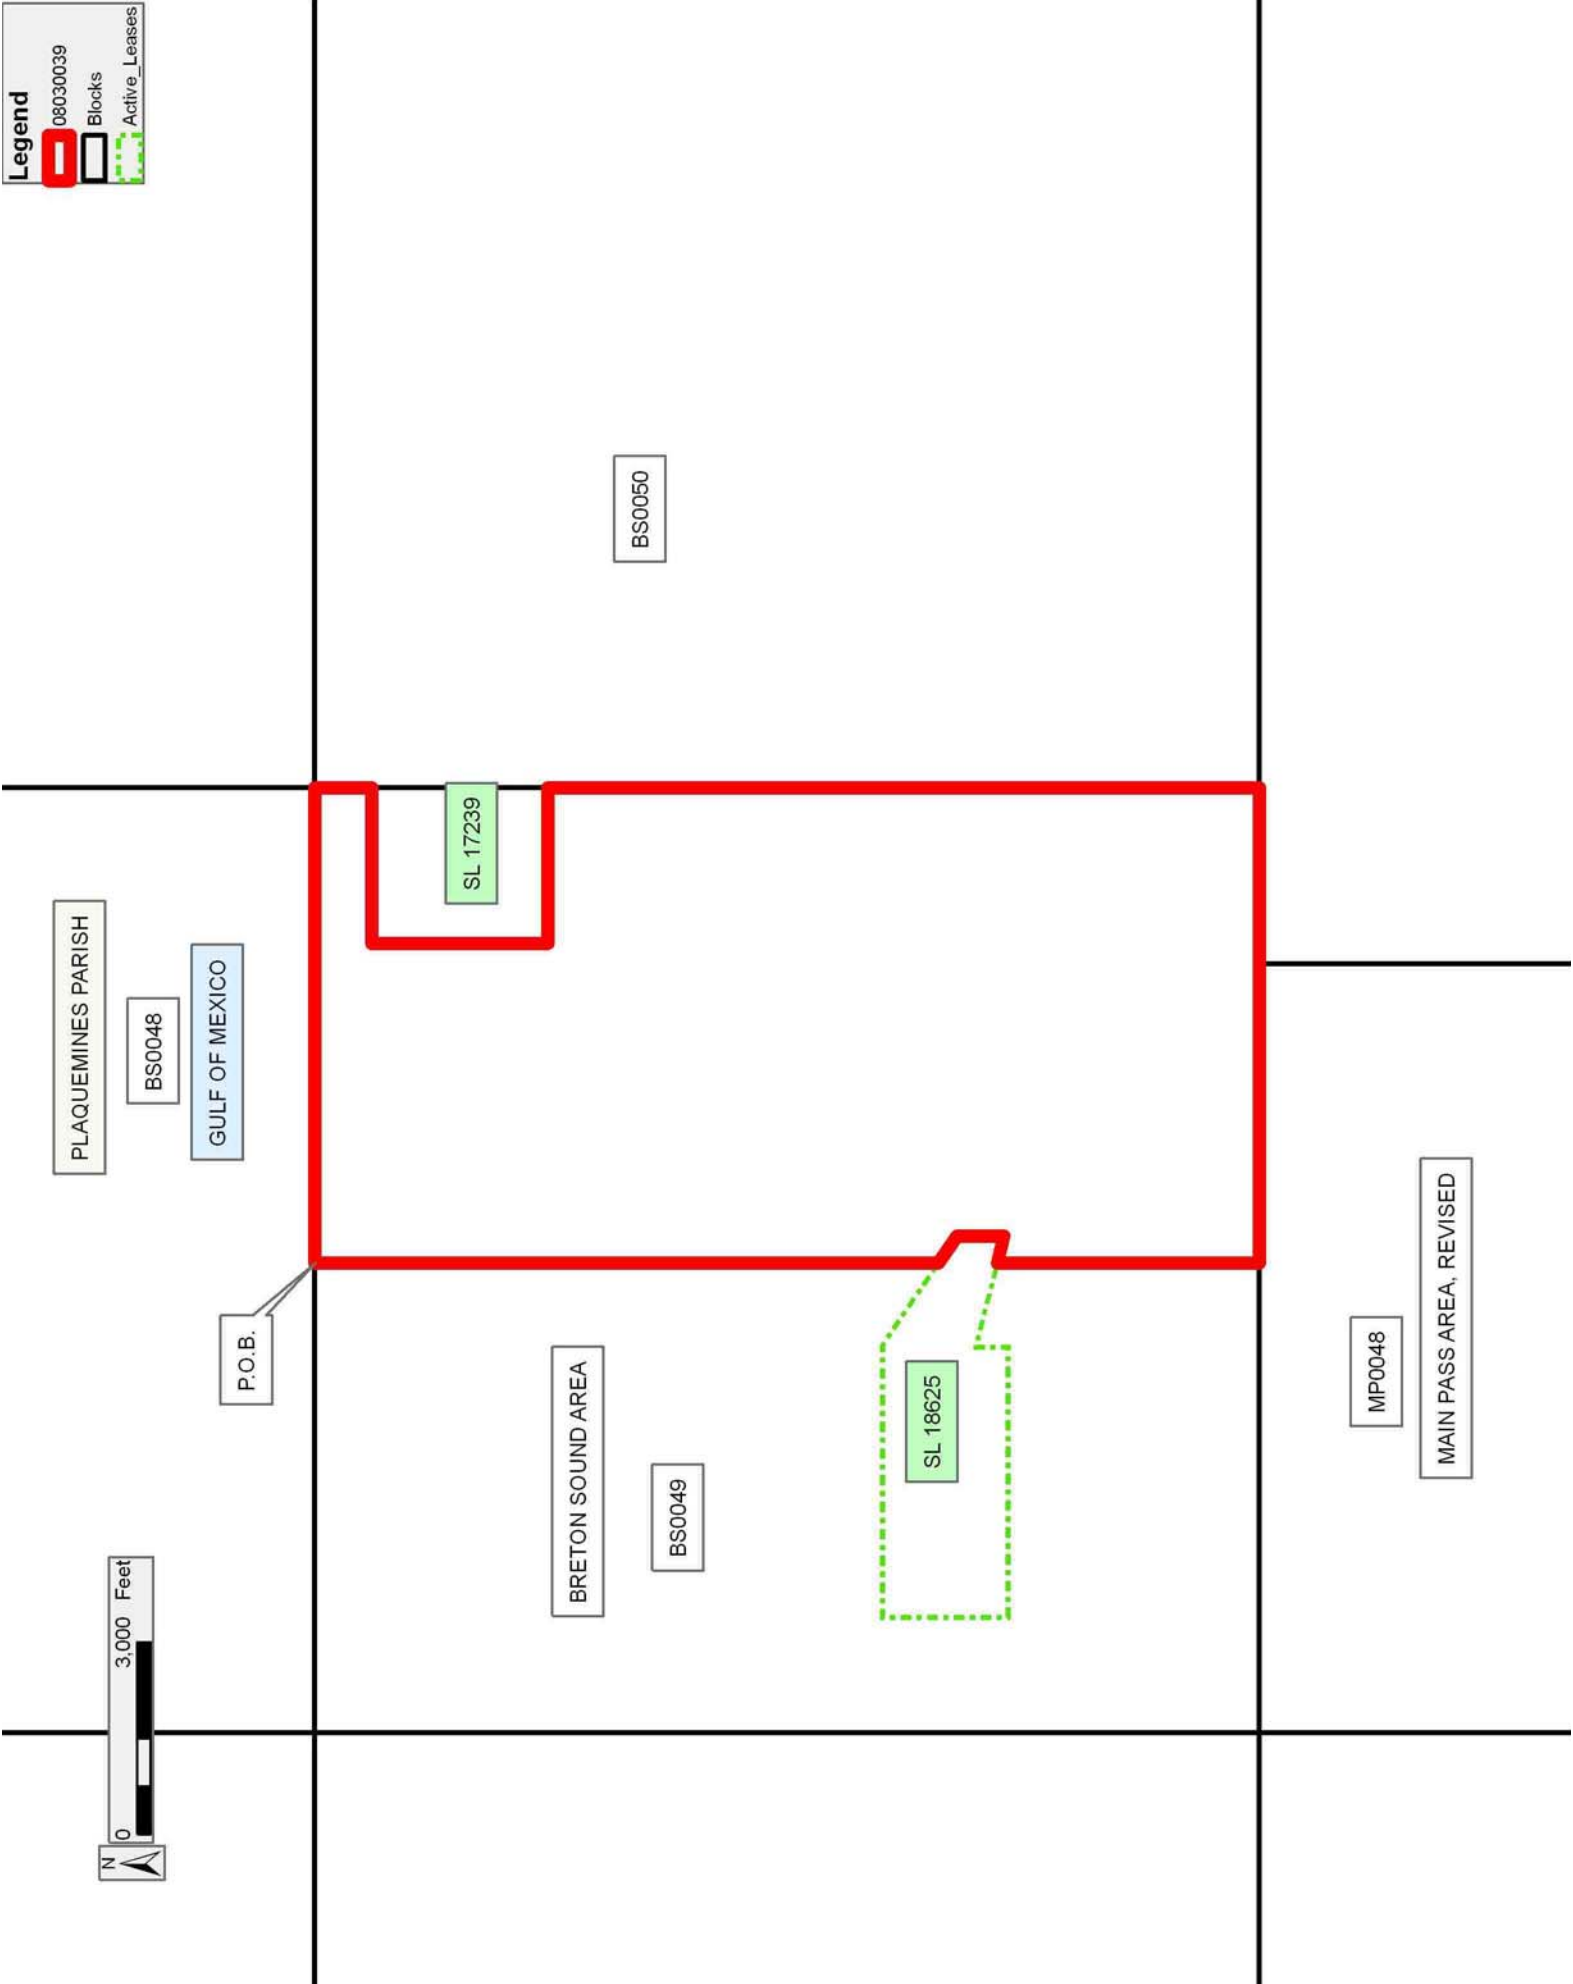 PLAQUEMINES PARISH
BS0048
GULF OF MEXICO
Legend
08030039
Blocks
Active_Leases
N
0 3,000 Feet
P.O.B.
SL 17239
BRETON SOUND AREA
BS0049
BS0050
SL 18625
MP0048
MAIN PASS AREA, REVISED